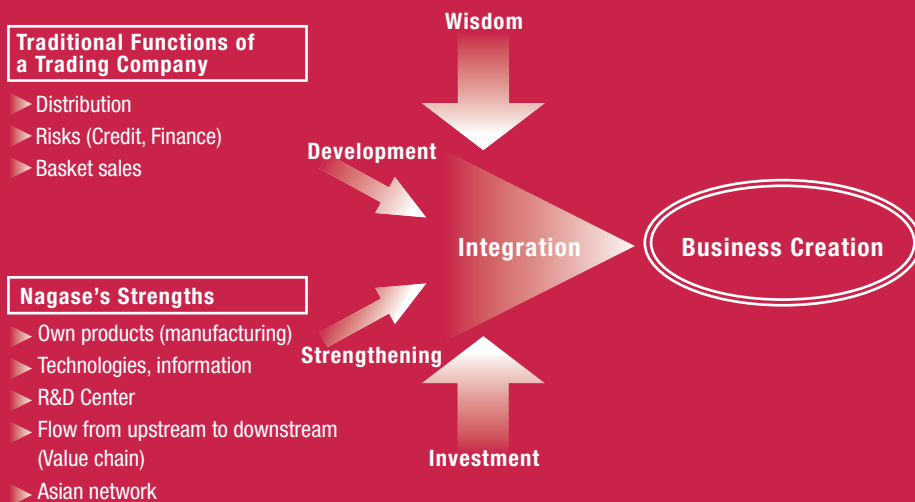 Traditional Functions of
a Trading Company
Distribution
Risks (Credit, Finance)
Basket sales
Wisdom
Development
Integration
Business Creation
Nagase's Strengths
Own products (manufacturing)
Technologies, information
R&D Center
Flow from upstream to downstream
(Value chain)
Asian network
Strengthening
Investment